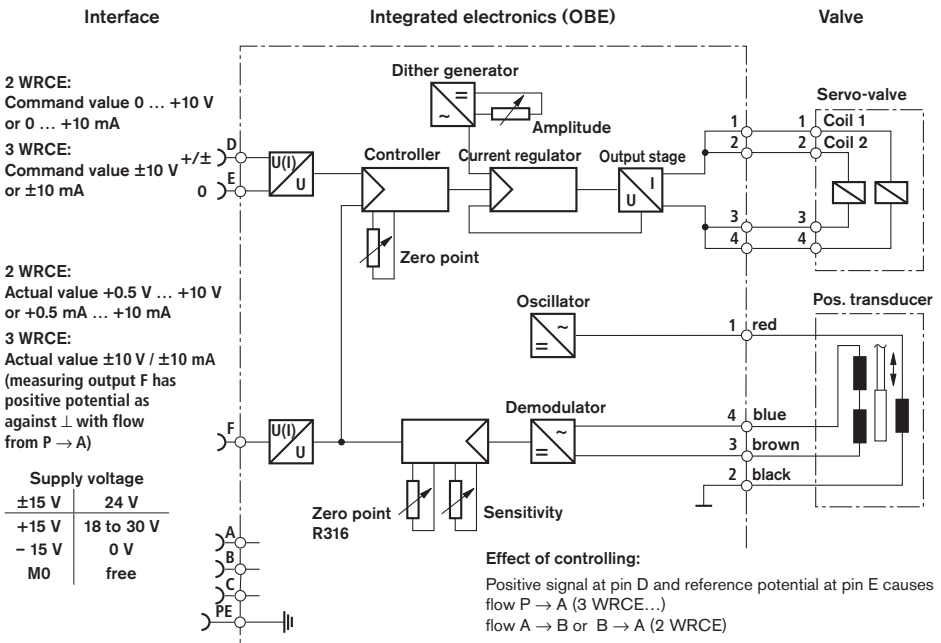 Interface
Integrated electronics (OBE)
Valve
2 WRCE:
Command value 0 ... +10 V
or 0 ... +10 mA
3 WRCE:
Command value ±10 V
or ±10 mA
+/±
D
E
0
U(I)
U
Dither generator
=
~
Amplitude
Controller
Current regulator
Output stage
I
U
Zero point
1
2
3
4
Servo-valve
1
Coil 1
2
Coil 2
3
4
2 WRCE:
Actual value +0.5 V ... +10 V
or +0.5 mA ... +10 mA
3 WRCE:
Actual value ±10 V / ±10 mA
(measuring output F has
positive potential as
against ⊥ with flow
from P → A)
F
U(I)
U
Oscillator
~
=
Demodulator
~
=
Zero point
R316
Sensitivity
Pos. transducer
1 red
4 blue
3 brown
2 black
Supply voltage
±15 V 24 V
+15 V 18 to 30 V
– 15 V 0 V
M0 free
A
B
C
PE
Effect of controlling:
Positive signal at pin D and reference potential at pin E causes
flow P → A (3 WRCE...)
flow A → B or B → A (2 WRCE)